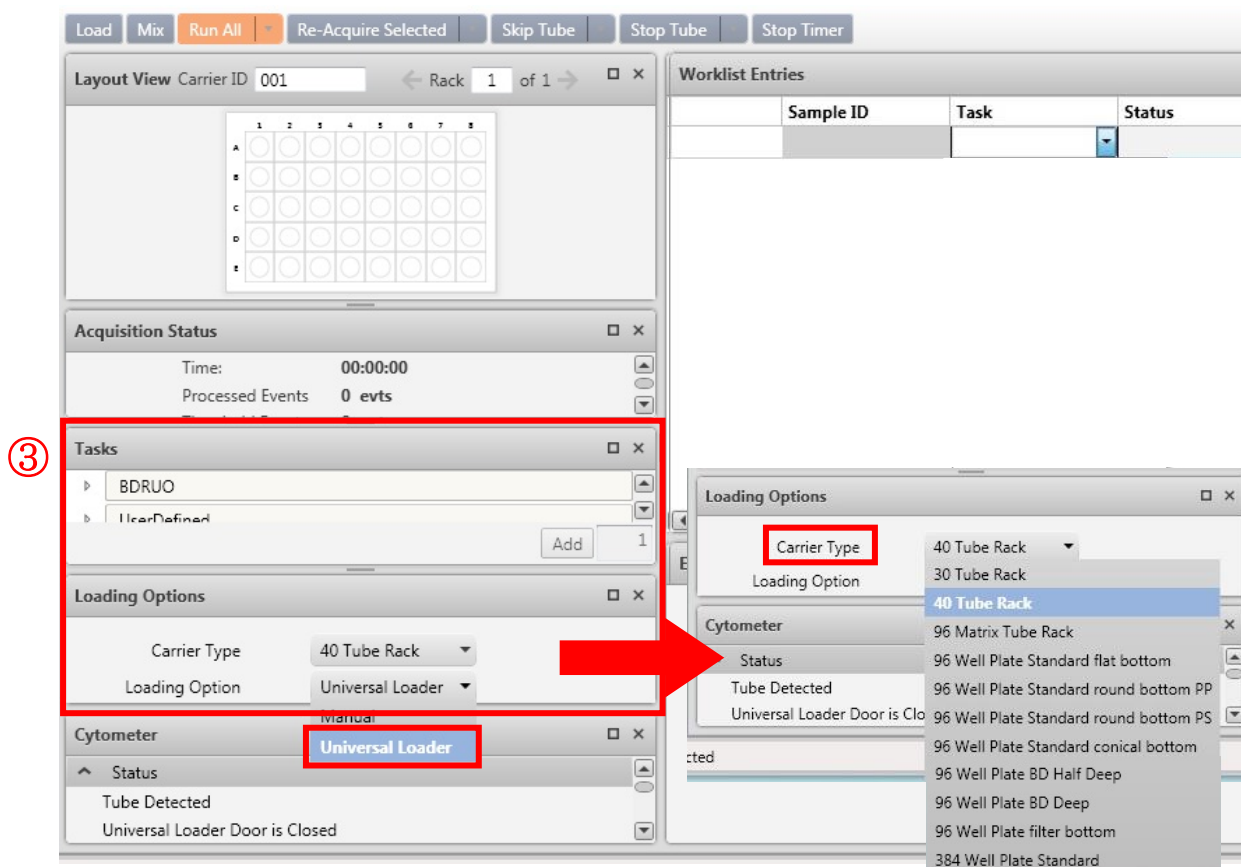 Load Mix Run All Re-Acquire Selected Skip Tube Stop Tube Stop Timer
Layout View Carrier ID 001 Rack 1 of 1
1 2 3 4 5 6 7 8
A
B
C
D
E
Acquisition Status
Time: 00:00:00
Processed Events 0 evts
③
Tasks
BDRUO
UserDefined
Add 1
Loading Options
Carrier Type 40 Tube Rack
Loading Option Universal Loader
Manual
Universal Loader
Cytometer
Status
Tube Detected
Universal Loader Door is Closed
Worklist Entries
Sample ID Task Status
E
Loading Options
Carrier Type 40 Tube Rack
Loading Option
30 Tube Rack
40 Tube Rack
96 Matrix Tube Rack
96 Well Plate Standard flat bottom
96 Well Plate Standard round bottom PP
96 Well Plate Standard round bottom PS
96 Well Plate Standard conical bottom
96 Well Plate BD Half Deep
96 Well Plate BD Deep
96 Well Plate filter bottom
384 Well Plate Standard
Cytometer
Status
Tube Detected
Universal Loader Door is Clo
cted